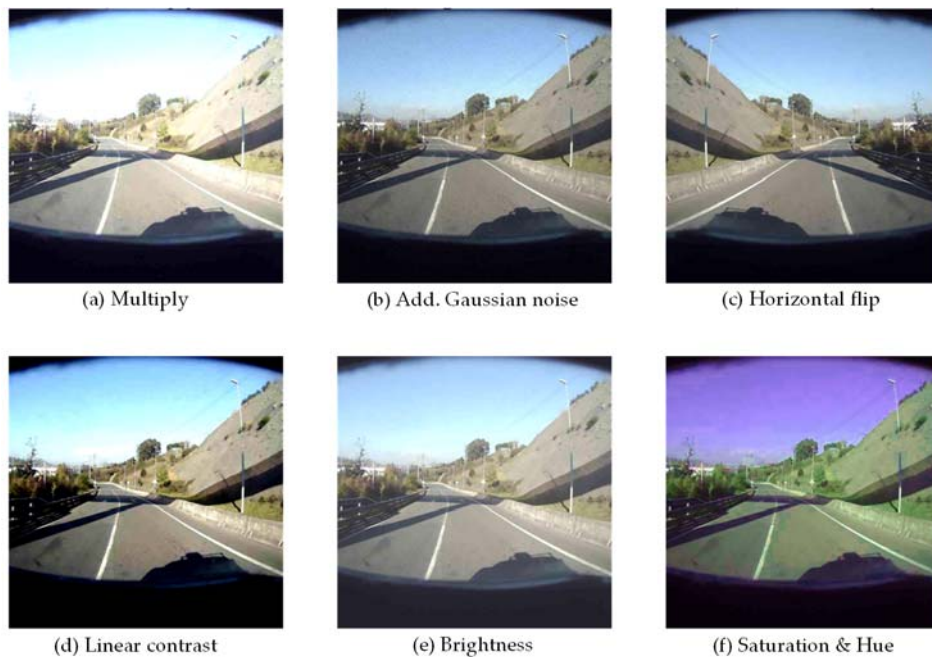 (a) Multiply
(b) Add. Gaussian noise
(c) Horizontal flip
(d) Linear contrast
(e) Brightness
(f) Saturation & Hue